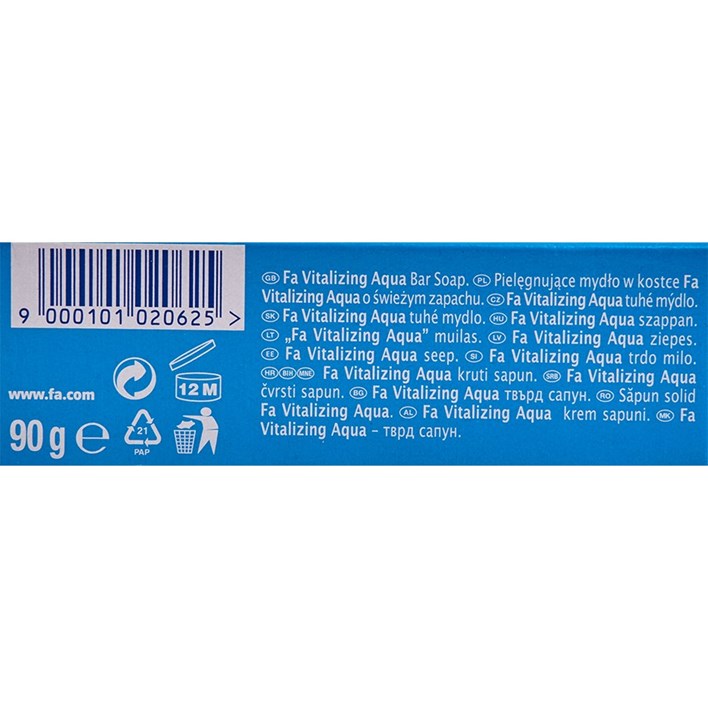 9 000101 020625 >
www.fa.com
12 M
90 g ℮
21
PAP
GB Fa Vitalizing Aqua Bar Soap. PL Pielęgnujące mydło w kostce Fa
Vitalizing Aqua o świeżym zapachu. CZ Fa Vitalizing Aqua tuhé mýdlo.
SK Fa Vitalizing Aqua tuhé mydlo. HU Fa Vitalizing Aqua szappan.
LT „Fa Vitalizing Aqua” muilas. LV Fa Vitalizing Aqua ziepes.
EE Fa Vitalizing Aqua seep. SI Fa Vitalizing Aqua trdo milo.
HR BIH MNE Fa Vitalizing Aqua kruti sapun. SRB Fa Vitalizing Aqua
čvrsti sapun. BG Fa Vitalizing Aqua твърд сапун. RO Săpun solid
Fa Vitalizing Aqua. AL Fa Vitalizing Aqua krem sapuni. MK Fa
Vitalizing Aqua – тврд сапун.